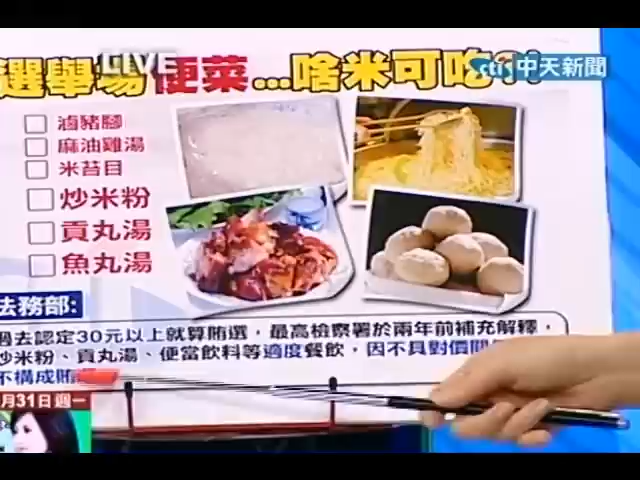 LIVE
中天新聞
選舉場便菜...啥米可吃?!
滷豬腳
麻油雞湯
米苔目
炒米粉
貢丸湯
魚丸湯
法務部:
過去認定30元以上就算賄選，最高檢察署於兩年前補充解釋，
炒米粉、貢丸湯、便當飲料等適度餐飲，因不具對價關
不構成賄
月31日週一